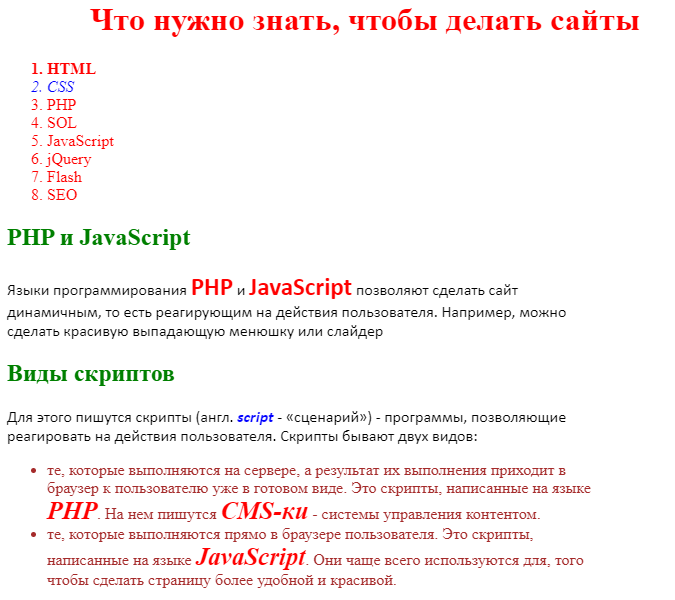 Что нужно знать, чтобы делать сайты
1. HTML
2. CSS
3. PHP
4. SOL
5. JavaScript
6. jQuery
7. Flash
8. SEO
PHP и JavaScript
Языки программирования PHP и JavaScript позволяют сделать сайт
динамичным, то есть реагирующим на действия пользователя. Например, можно
сделать красивую выпадающую менюшку или слайдер
Виды скриптов
Для этого пишутся скрипты (англ. script - «сценарий») - программы, позволяющие
реагировать на действия пользователя. Скрипты бывают двух видов:
• те, которые выполняются на сервере, а результат их выполнения приходит в
браузер к пользователю уже в готовом виде. Это скрипты, написанные на языке
PHP. На нем пишутся CMS-ки - системы управления контентом.
• те, которые выполняются прямо в браузере пользователя. Это скрипты,
написанные на языке JavaScript. Они чаще всего используются для, того
чтобы сделать страницу более удобной и красивой.